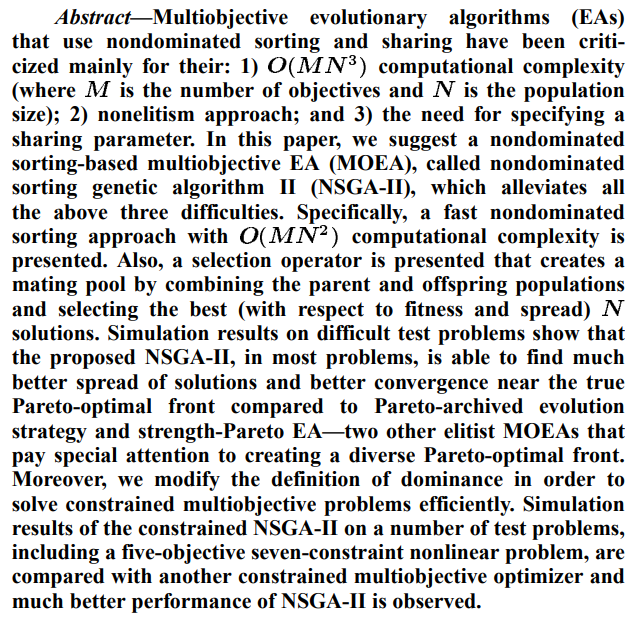 Abstract—Multiobjective evolutionary algorithms (EAs)
that use nondominated sorting and sharing have been criti-
cized mainly for their: 1) O(MN³) computational complexity
(where M is the number of objectives and N is the population
size); 2) nonelitism approach; and 3) the need for specifying a
sharing parameter. In this paper, we suggest a nondominated
sorting-based multiobjective EA (MOEA), called nondominated
sorting genetic algorithm II (NSGA-II), which alleviates all
the above three difficulties. Specifically, a fast nondominated
sorting approach with O(MN²) computational complexity is
presented. Also, a selection operator is presented that creates a
mating pool by combining the parent and offspring populations
and selecting the best (with respect to fitness and spread) N
solutions. Simulation results on difficult test problems show that
the proposed NSGA-II, in most problems, is able to find much
better spread of solutions and better convergence near the true
Pareto-optimal front compared to Pareto-archived evolution
strategy and strength-Pareto EA—two other elitist MOEAs that
pay special attention to creating a diverse Pareto-optimal front.
Moreover, we modify the definition of dominance in order to
solve constrained multiobjective problems efficiently. Simulation
results of the constrained NSGA-II on a number of test problems,
including a five-objective seven-constraint nonlinear problem, are
compared with another constrained multiobjective optimizer and
much better performance of NSGA-II is observed.